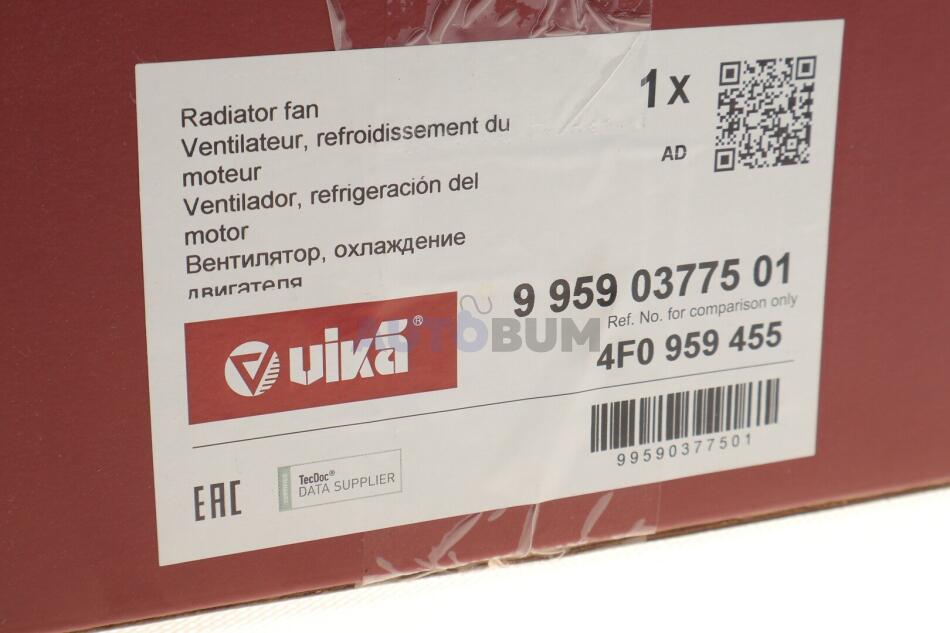 Radiator fan
Ventilateur, refroidissement du
moteur
Ventilador, refrigeración del
motor
Вентилятор, охлаждение
двигателя
1 x
AD
9 959 03775 01
Ref. No. for comparison only
4F0 959 455
vika®
AUTOBUM
99590377501
EAC
TecDoc®
DATA SUPPLIER